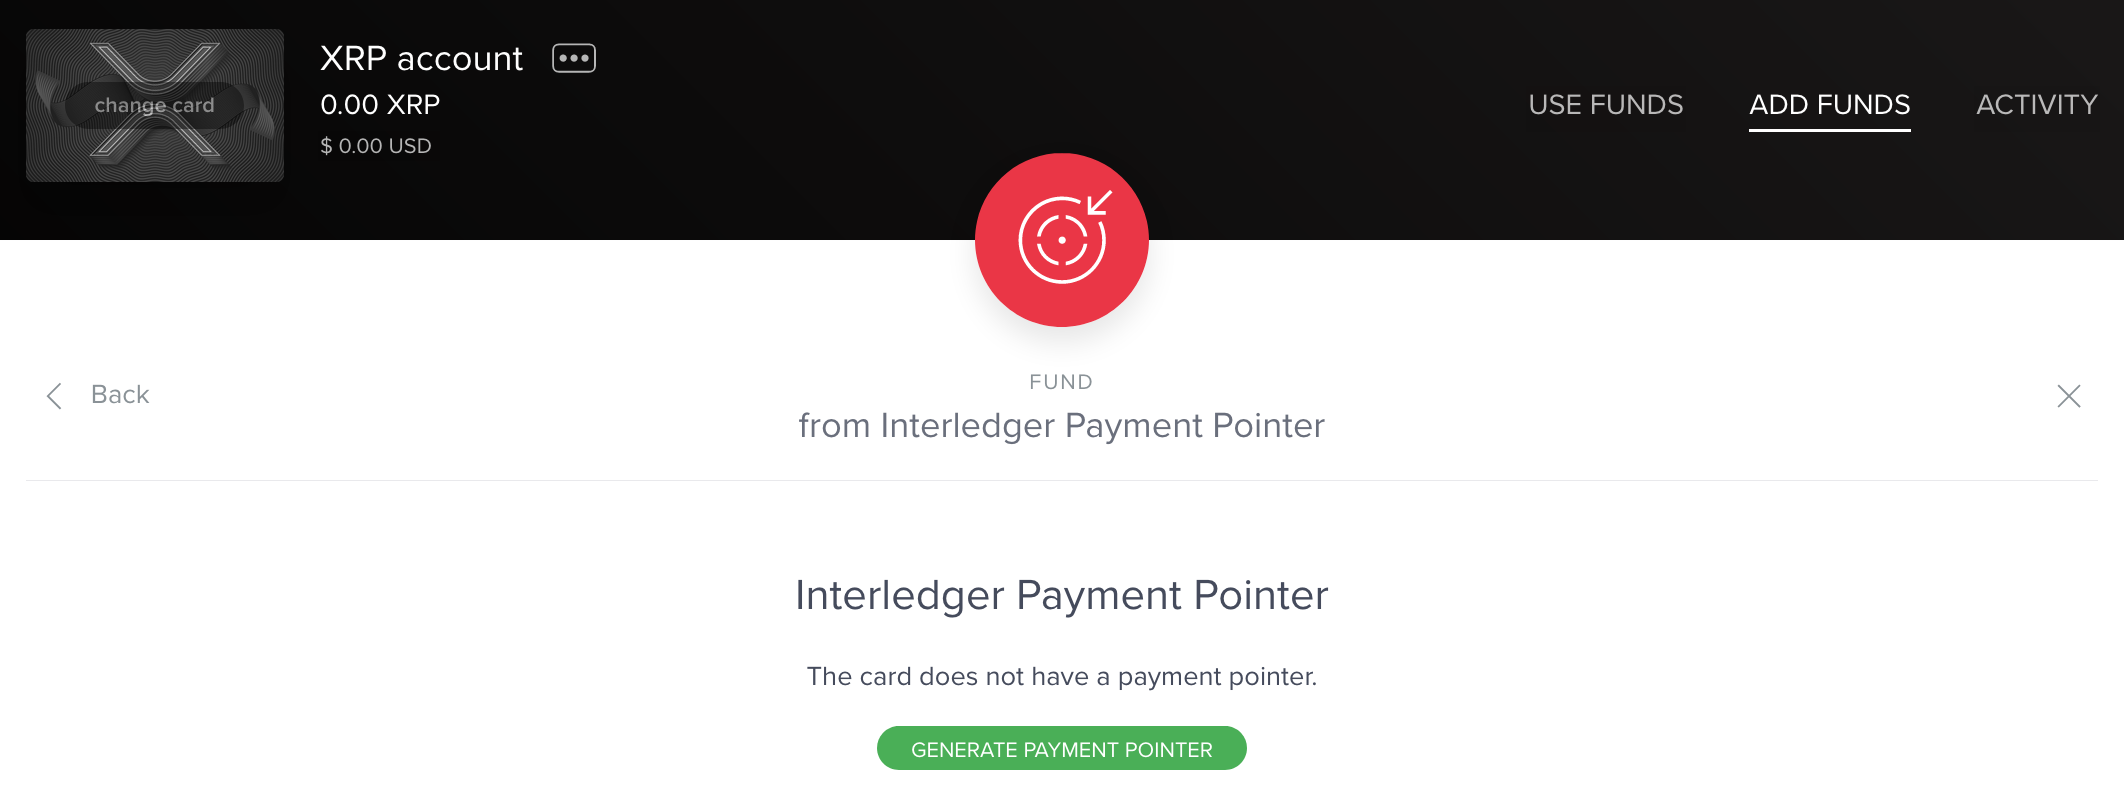 change card
XRP account
0.00 XRP
$ 0.00 USD
USE FUNDS
ADD FUNDS
ACTIVITY
Back
FUND
from Interledger Payment Pointer
Interledger Payment Pointer
The card does not have a payment pointer.
GENERATE PAYMENT POINTER